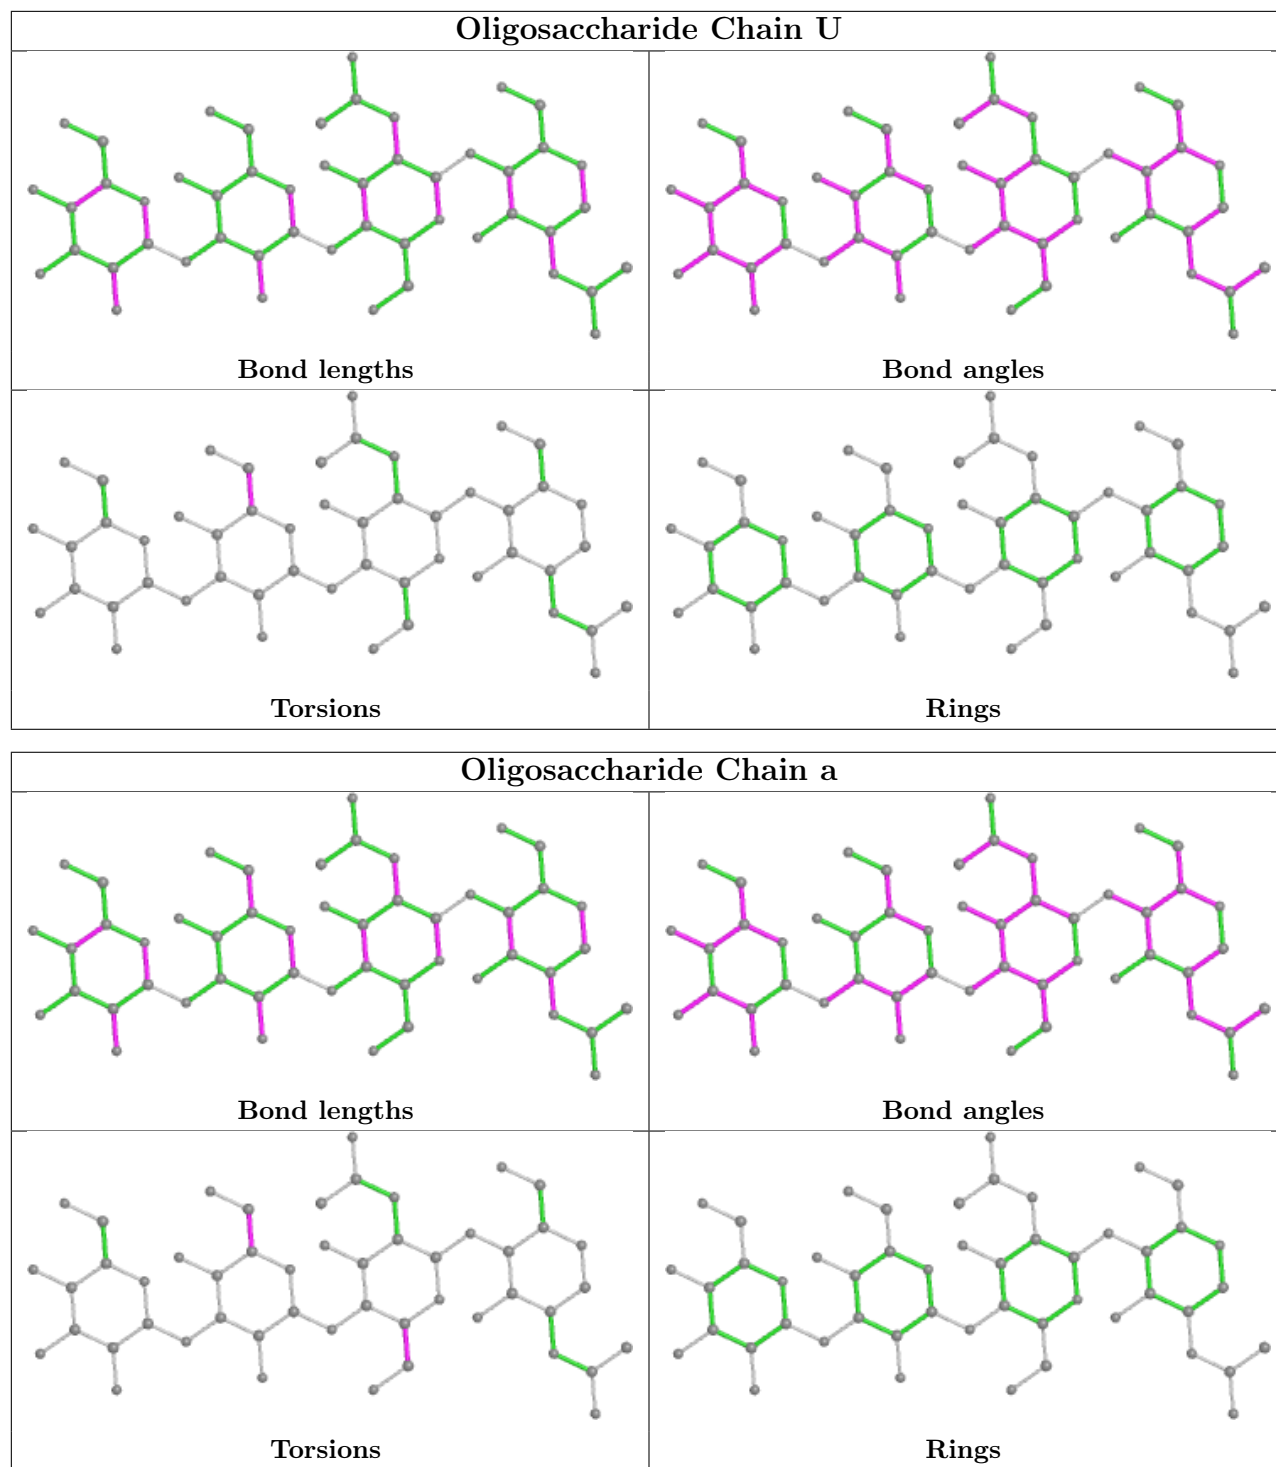 Oligosaccharide Chain U
Bond lengths
Bond angles
Torsions
Rings
Oligosaccharide Chain a
Bond lengths
Bond angles
Torsions
Rings